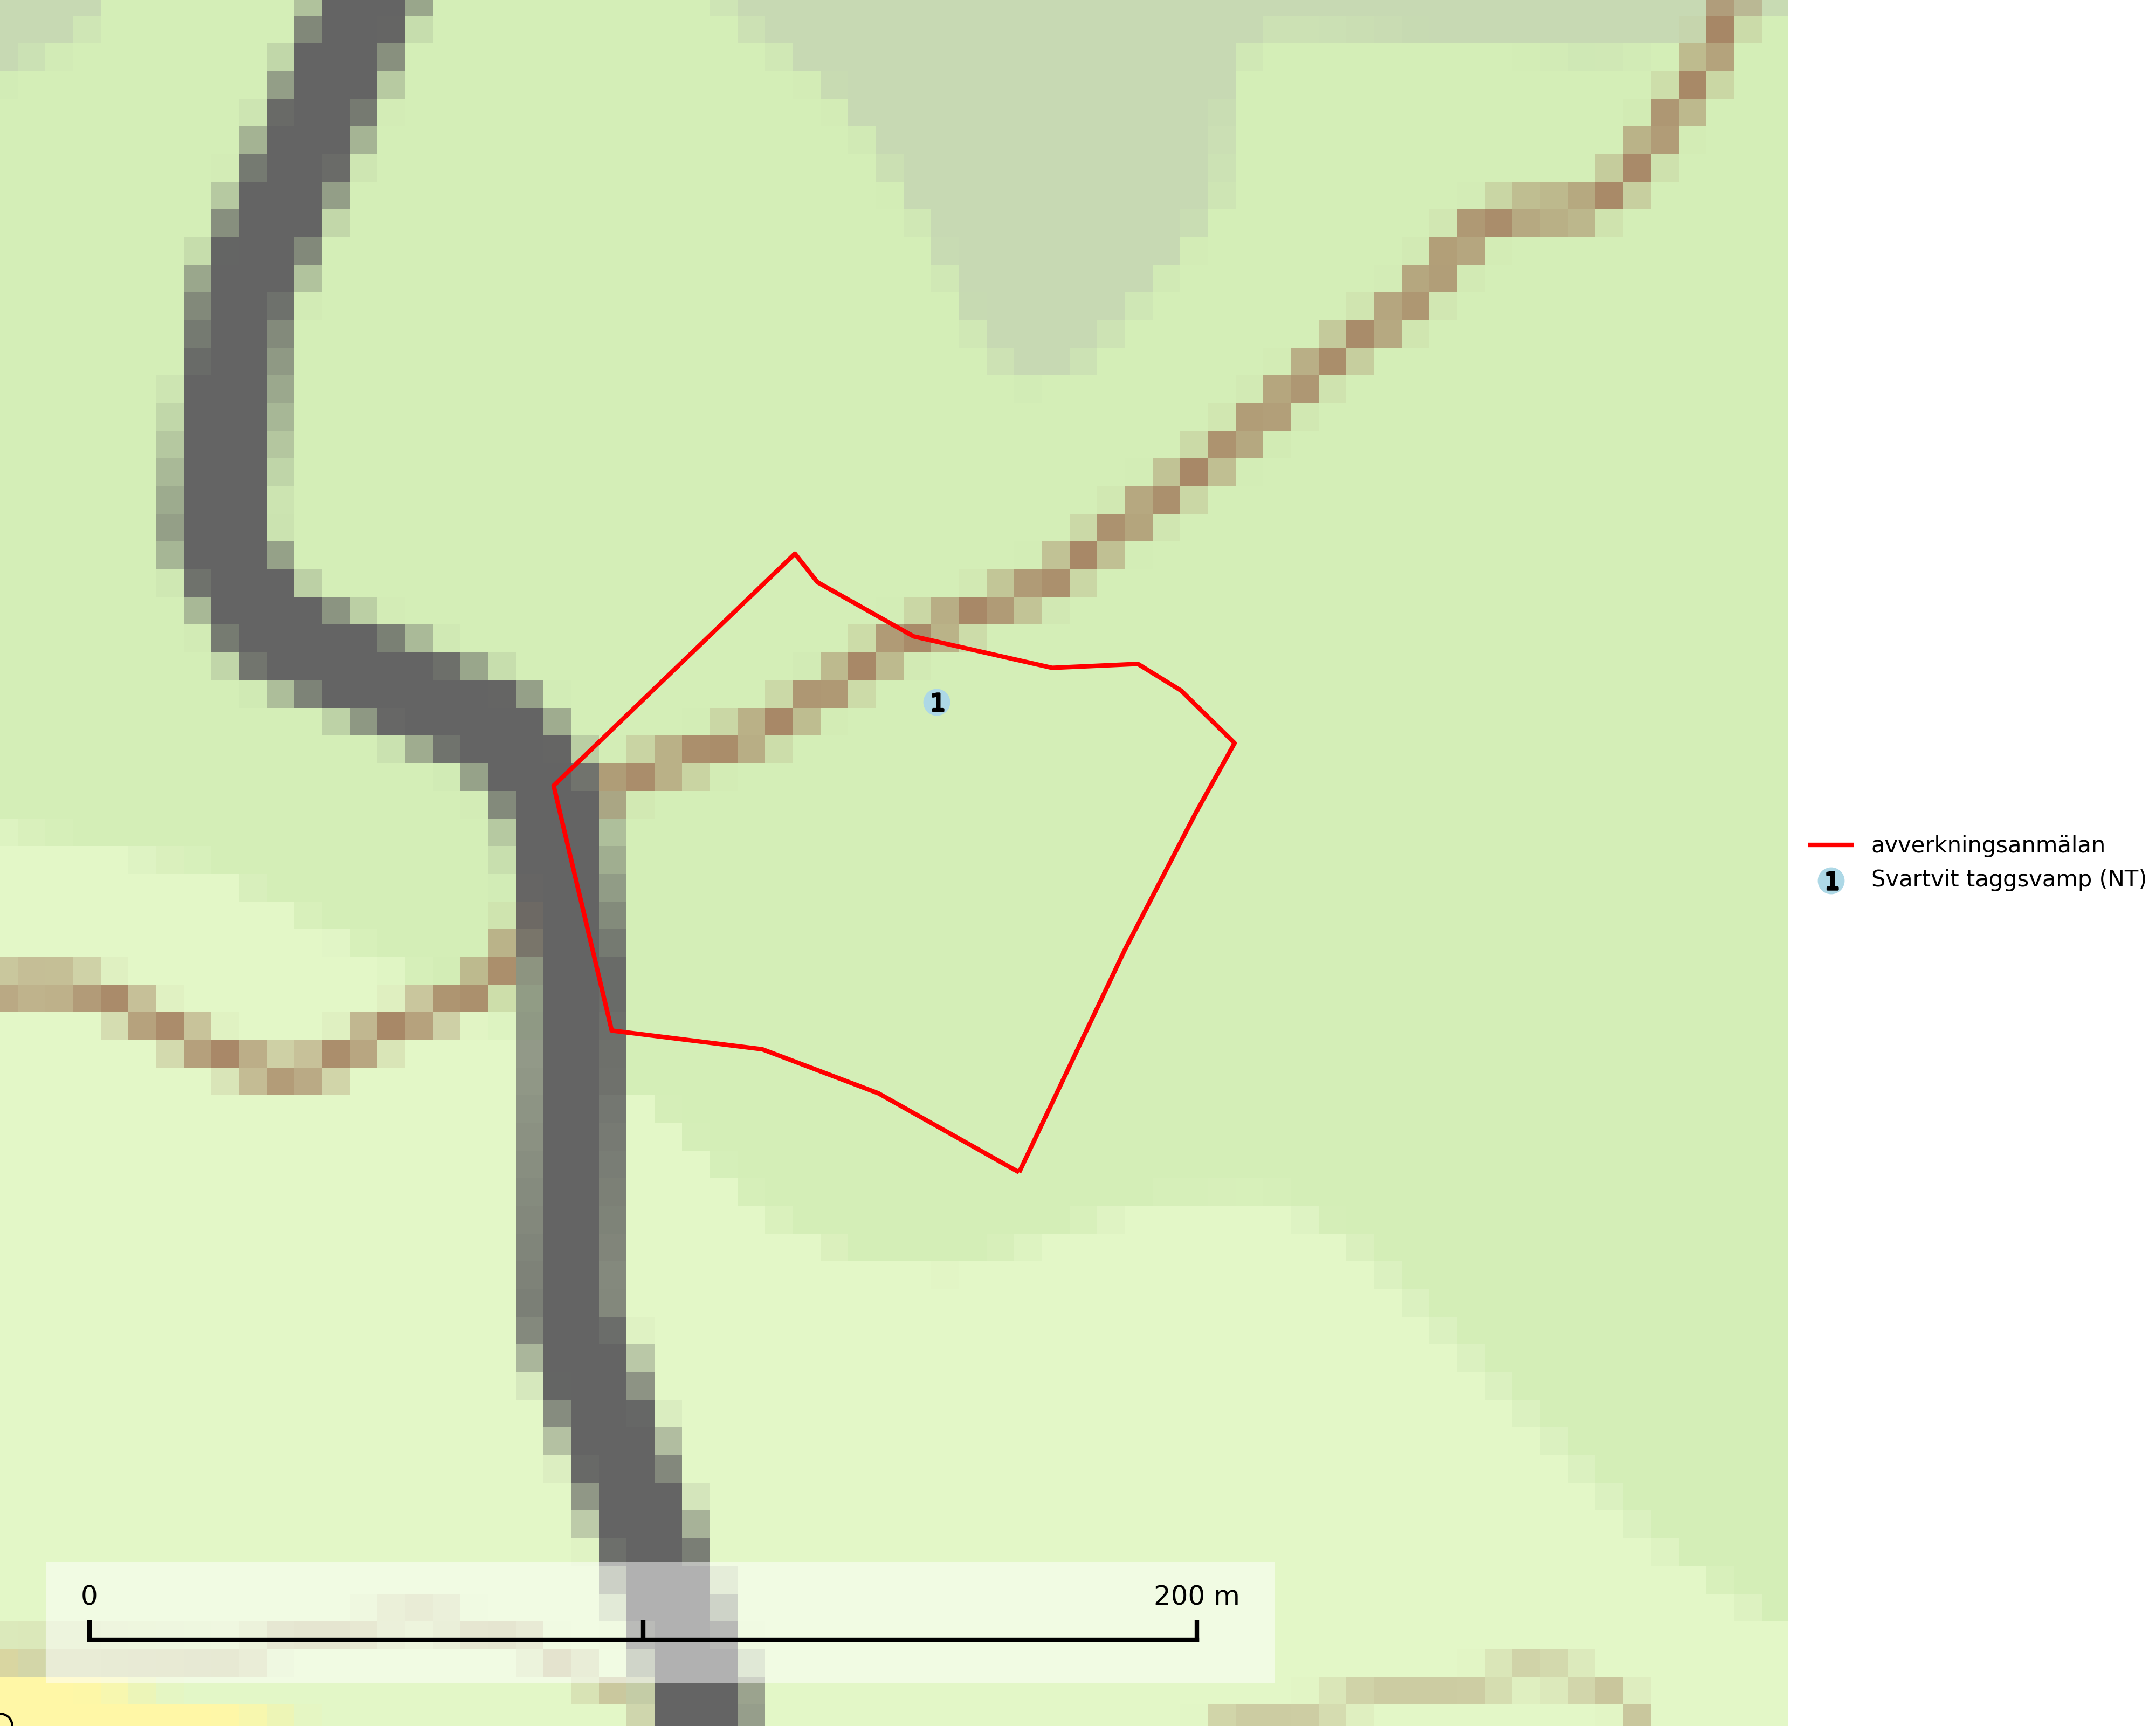 1
avverkningsanmälan
1 Svartvit taggsvamp (NT)
0 200 m